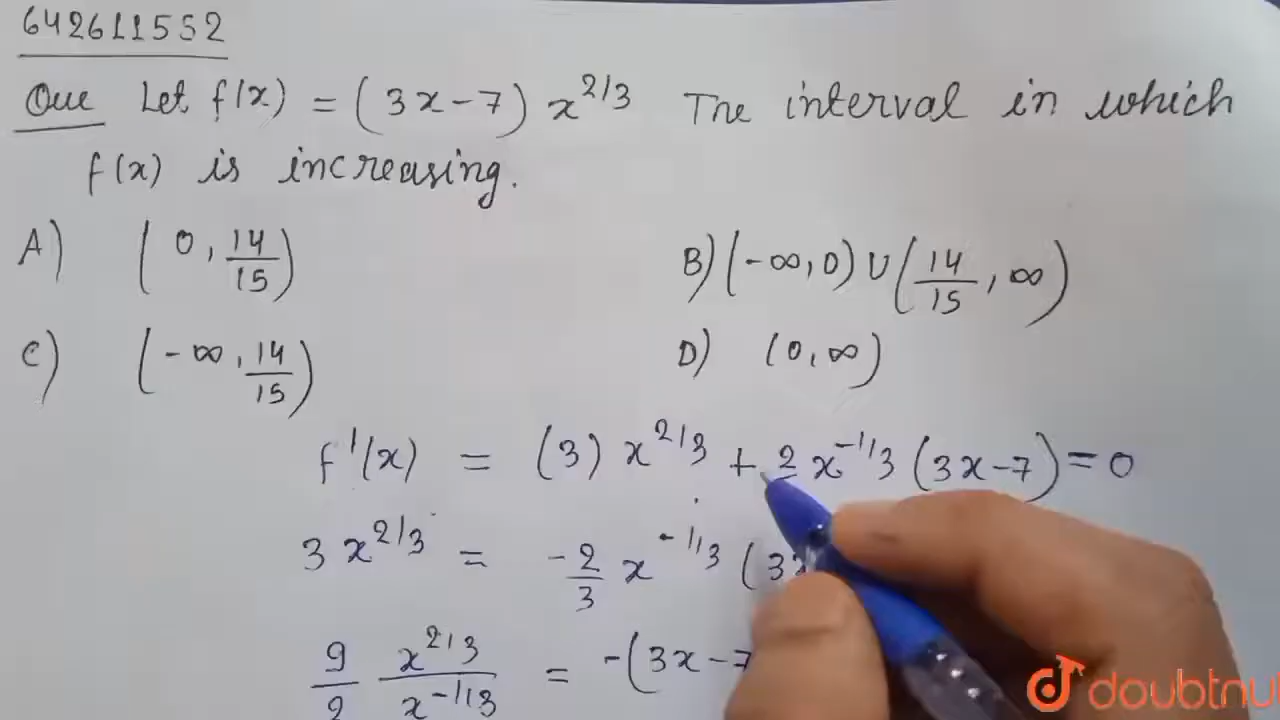 642611552
Que Let f(x) = (3x-7) x^2/3 The interval in which
f(x) is increasing.
A) (0, 14/15)
B) (-∞, 0) ∪ (14/15, ∞)
C) (-∞, 14/15)
D) (0, ∞)
f'(x) = (3) x^2/3 + 2 x^-1/3 (3x-7) = 0
3 x^2/3 = -2/3 x^-1/3 (3x
9/2 x^2/3 / x^-1/3 = -(3x-7
doubtnut